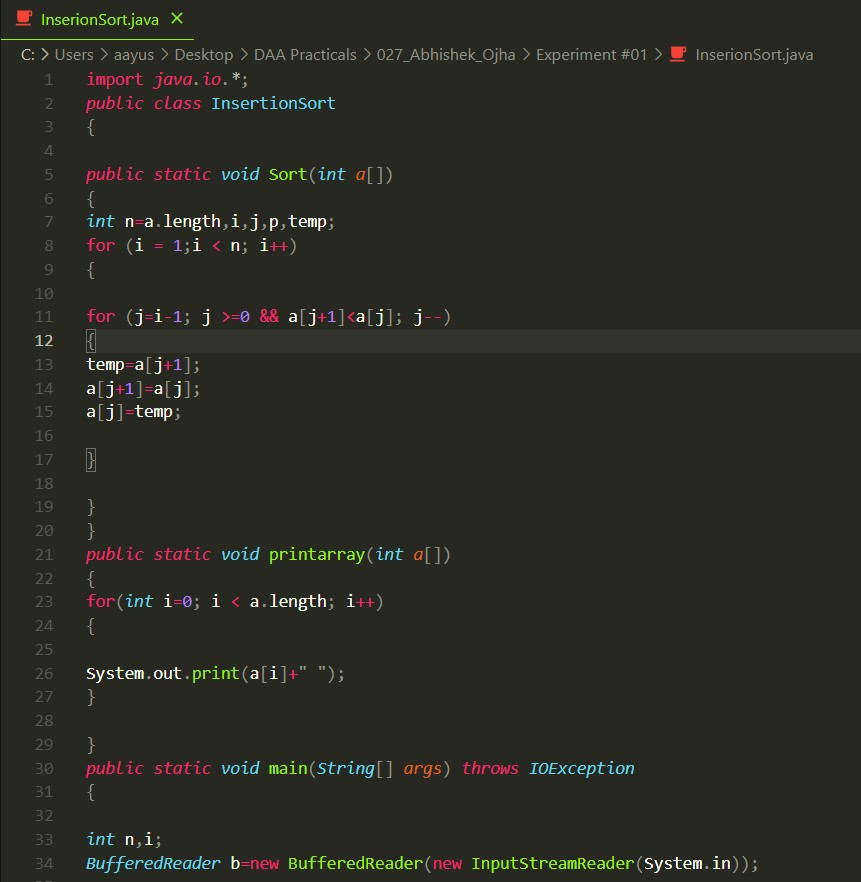 InserionSort.java ×
C: > Users > aayus > Desktop > DAA Practicals > 027_Abhishek_Ojha > Experiment #01 > InserionSort.java
1 import java.io.*;
2 public class InsertionSort
3 {
4
5 public static void Sort(int a[])
6 {
7 int n=a.length,i,j,p,temp;
8 for (i = 1;i < n; i++)
9 {
10
11 for (j=i-1; j >=0 && a[j+1]<a[j]; j--)
12 {
13 temp=a[j+1];
14 a[j+1]=a[j];
15 a[j]=temp;
16
17 }
18
19 }
20 }
21 public static void printarray(int a[])
22 {
23 for(int i=0; i < a.length; i++)
24 {
25
26 System.out.print(a[i]+" ");
27 }
28
29 }
30 public static void main(String[] args) throws IOException
31 {
32
33 int n,i;
34 BufferedReader b=new BufferedReader(new InputStreamReader(System.in));